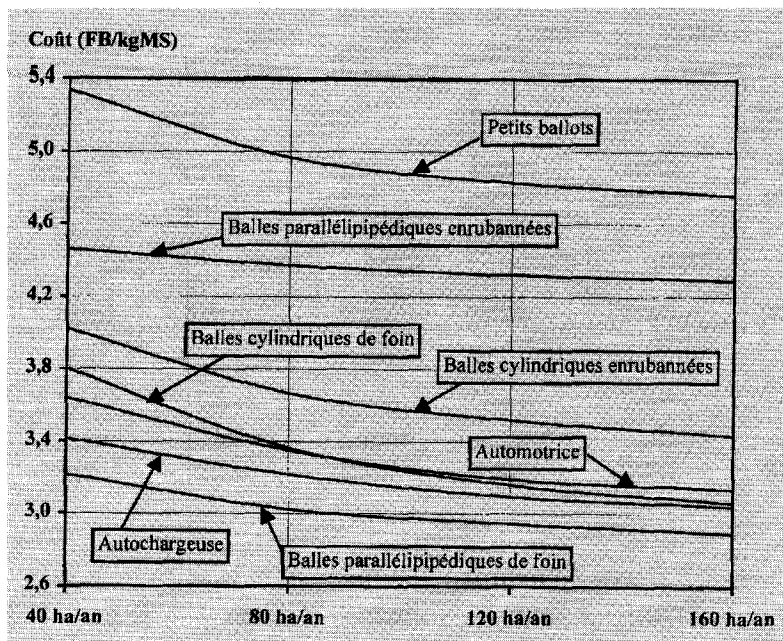 Coût (FB/kgMS)
5,4
5,0
4,6
4,2
3,8
3,4
3,0
2,6
Petits ballots
Balles parallélipipédiques enrubannées
Balles cylindriques de foin
Balles cylindriques enrubannées
Automotrice
Autochargeuse
Balles parallélipipédiques de foin
40 ha/an 80 ha/an 120 ha/an 160 ha/an